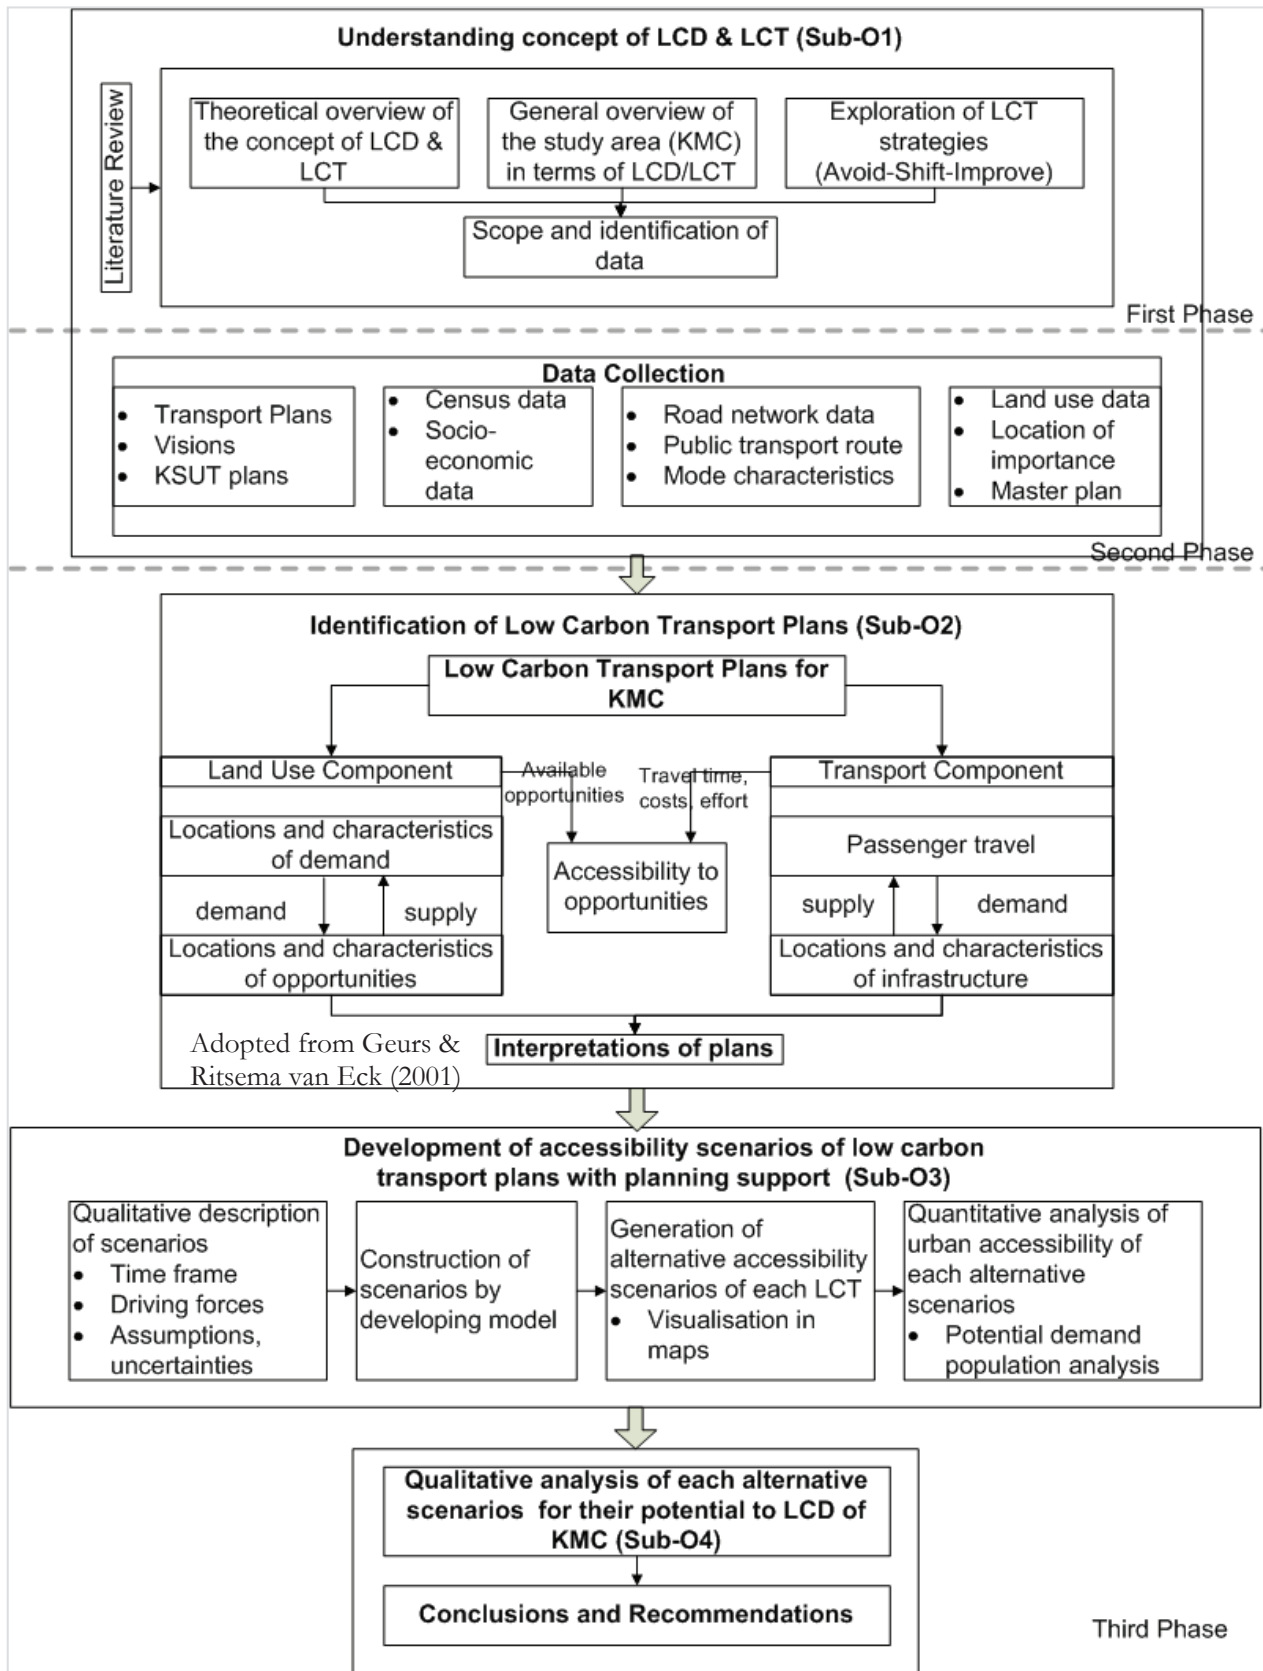 Understanding concept of LCD & LCT (Sub-O1)
Literature Review
Theoretical overview of
the concept of LCD &
LCT
General overview of
the study area (KMC)
in terms of LCD/LCT
Exploration of LCT
strategies
(Avoid-Shift-Improve)
Scope and identification of
data
First Phase
Data Collection
• Transport Plans
• Visions
• KSUT plans
• Census data
• Socio-
economic
data
• Road network data
• Public transport route
• Mode characteristics
• Land use data
• Location of
importance
• Master plan
Second Phase
Identification of Low Carbon Transport Plans (Sub-O2)
Low Carbon Transport Plans for
KMC
Land Use Component
Available
opportunities
Travel time,
costs, effort
Transport Component
Locations and characteristics
of demand
Accessibility to
opportunities
Passenger travel
demand
supply
supply
demand
Locations and characteristics
of opportunities
Locations and characteristics
of infrastructure
Adopted from Geurs &
Ritsema van Eck (2001)
Interpretations of plans
Development of accessibility scenarios of low carbon
transport plans with planning support (Sub-O3)
Qualitative description
of scenarios
• Time frame
• Driving forces
• Assumptions,
uncertainties
Construction of
scenarios by
developing model
Generation of
alternative accessibility
scenarios of each LCT
• Visualisation in
maps
Quantitative analysis of
urban accessibility of
each alternative
scenarios
• Potential demand
population analysis
Qualitative analysis of each alternative
scenarios for their potential to LCD of
KMC (Sub-O4)
Conclusions and Recommendations
Third Phase